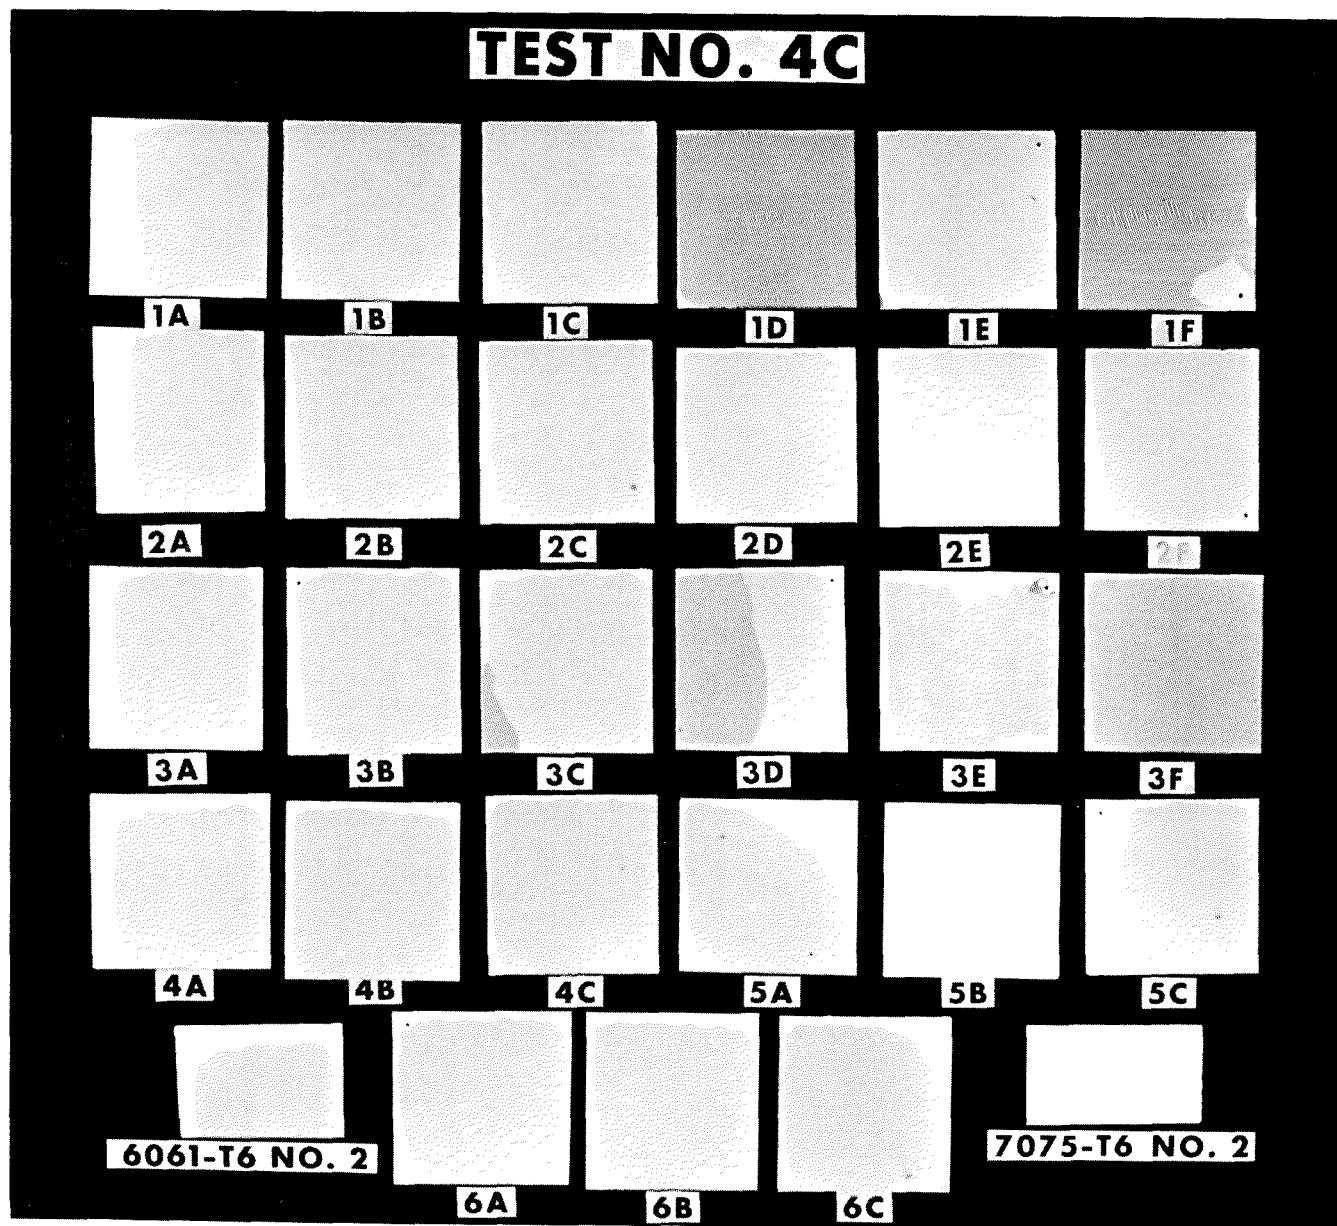 TEST NO. 4C
1A 1B 1C 1D 1E 1F
2A 2B 2C 2D 2E 2F
3A 3B 3C 3D 3E 3F
4A 4B 4C 5A 5B 5C
6061-T6 NO. 2 7075-T6 NO. 2
6A 6B 6C